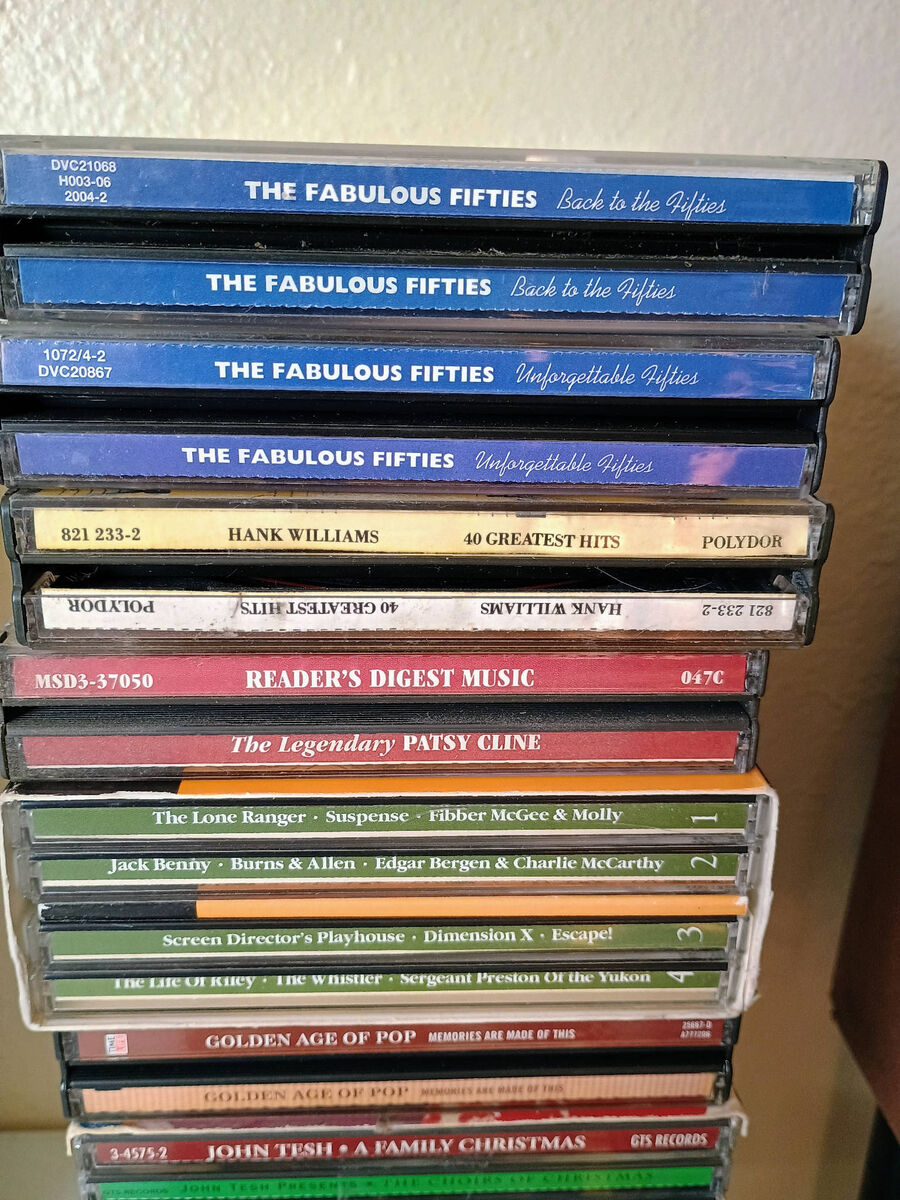 DVC21068
H003-06
2004-2
THE FABULOUS FIFTIES Back to the Fifties
THE FABULOUS FIFTIES Back to the Fifties
1072/4-2
DVC20867
THE FABULOUS FIFTIES Unforgettable Fifties
THE FABULOUS FIFTIES Unforgettable Fifties
821 233-2 HANK WILLIAMS 40 GREATEST HITS POLYDOR
821 233-2 HANK WILLIAMS 40 GREATEST HITS POLYDOR
MSD3-37050 READER'S DIGEST MUSIC 047C
The Legendary PATSY CLINE
The Lone Ranger · Suspense · Fibber McGee & Molly 1
Jack Benny · Burns & Allen · Edgar Bergen & Charlie McCarthy 2
Screen Director's Playhouse · Dimension X · Escape! 3
The Life Of Riley · The Whistler · Sergeant Preston Of the Yukon 4
GOLDEN AGE OF POP MEMORIES ARE MADE OF THIS
GOLDEN AGE OF POP MEMORIES ARE MADE OF THIS
3-4575-2 JOHN TESH • A FAMILY CHRISTMAS GTS RECORDS
GTS RECORDS JOHN TESH PRESENTS • THE CHOIRS OF CHRISTMAS